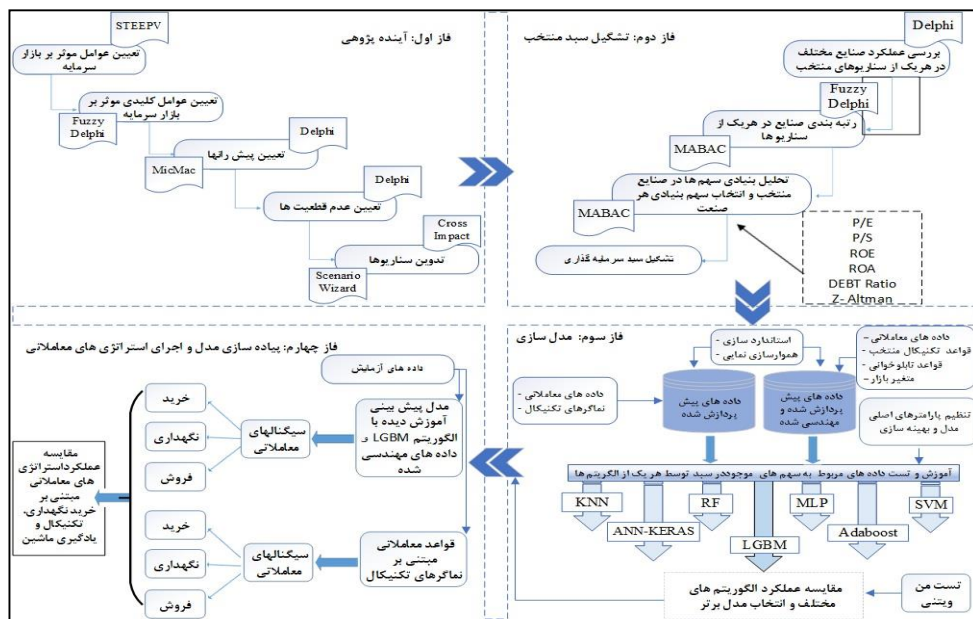 فاز اول: آینده پژوهی
STEEPV
تعیین عوامل موثر بر بازار
سرمایه
تعیین عوامل کلیدی موثر بر
بازار سرمایه
Fuzzy
Delphi
Delphi
تعیین پیش رانها
MicMac
Delphi
تعیین عدم قطعیت ها
Cross
Impact
تدوین سناریوها
Scenario
Wizard
فاز دوم: تشکیل سبد منتخب
Delphi
بررسی عملکرد صنایع مختلف
در هریک از سناریوهای منتخب
Fuzzy
Delphi
رتبه بندی صنایع در هریک از
سناریوها
MABAC
تحلیل بنیادی سهم ها در صنایع
منتخب و انتخاب سهم بنیادی هر
صنعت
MABAC
تشکیل سبد سرمایه گذاری
P/E
P/S
ROE
ROA
DEBT Ratio
Z- Altman
فاز سوم: مدل سازی
استاندارد سازی -
هموارسازی نمایی -
داده های معاملاتی–
قواعد تکنیکال منتخب-
قواعد تابلوخوانی-
متغیر بازار–
داده های معاملاتی-
نماگرهای تکنیکال-
داده های پیش
پردازش شده
داده های پیش
پردازش شده و
مهندسی شده
تنظیم پارامترهای اصلی
مدل و بهینه سازی
آموزش و تست داده های مربوط به سهم های موجوددر سبد توسط هر یک از الگریتم ها
KNN
ANN-KERAS
RF
LGBM
MLP
Adaboost
SVM
مقایسه عملکرد الگوریتم های
مختلف و انتخاب مدل برتر
تست من
ویتنی
فاز چهارم: پیاده سازی مدل و اجرای استراتژی های معاملاتی
داده های آزمایش
مدل پیش بینی
آموزش دیده با
الگوریتم LGBM و
داده های مهندسی
شده
سیگنالهای
معاملاتی
خرید
نگهداری
فروش
قواعد معاملاتی
مبتنی بر
نماگرهای تکنیکال
سیگنالهای
معاملاتی
خرید
نگهداری
فروش
مقایسه
عملکرداستراتژی
های معاملاتی
مبتنی بر
خرید نگهداری،
تکنیکال و
یادگیری ماشین